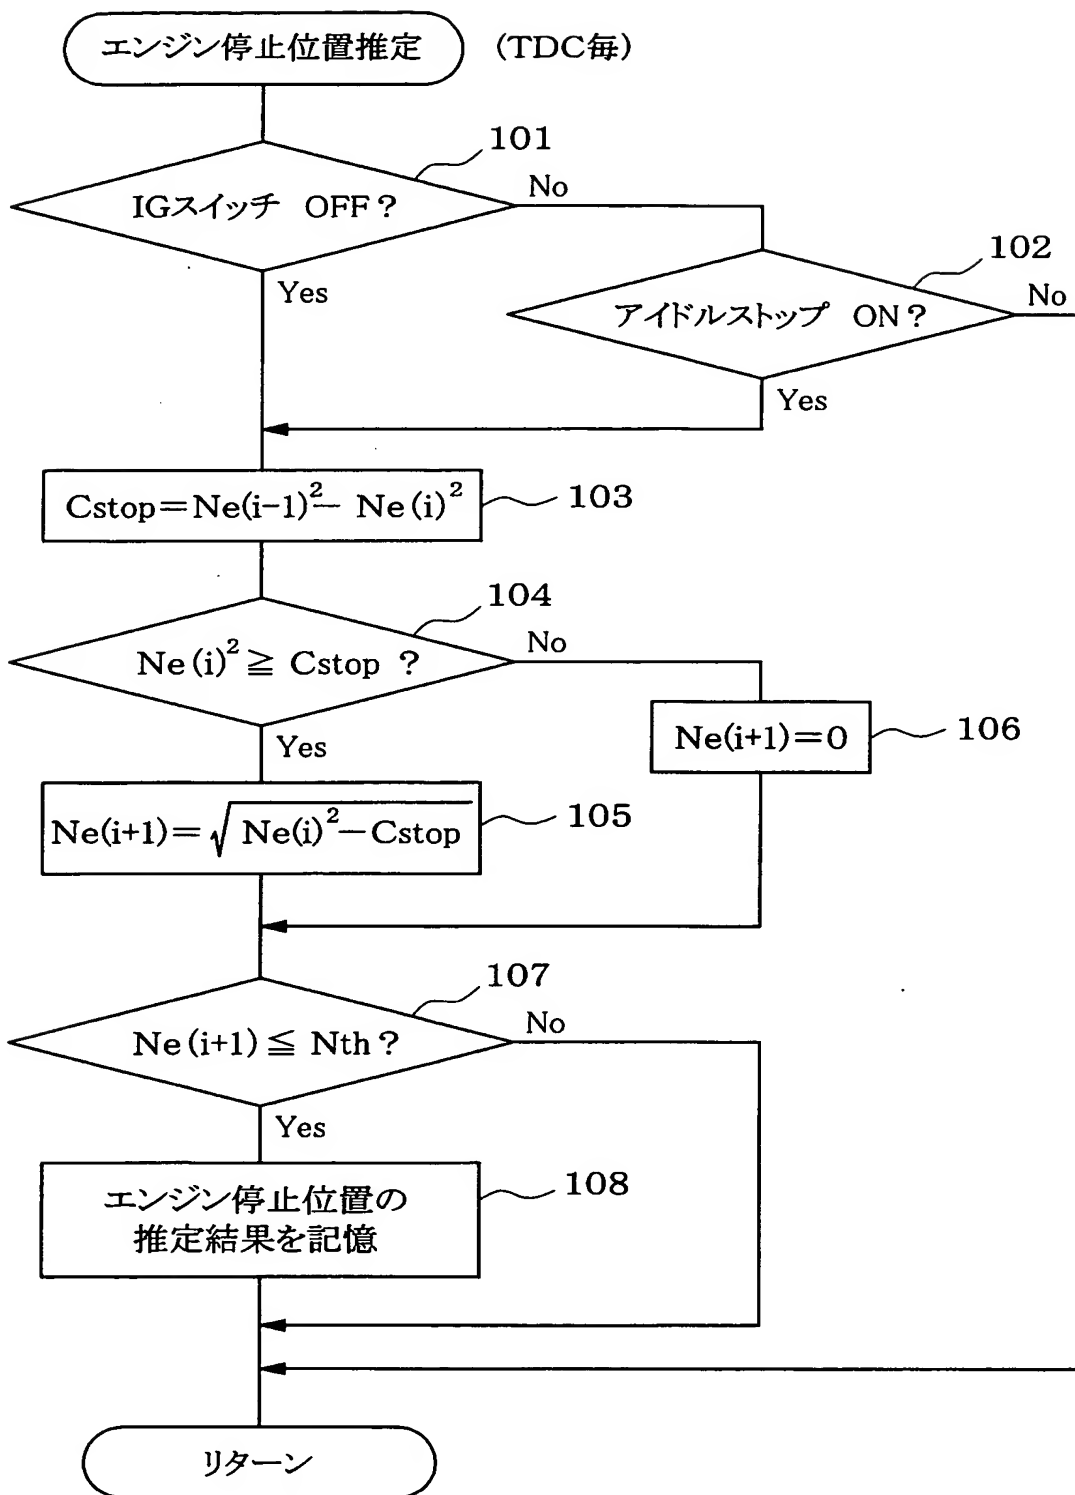 エンジン停止位置推定 (TDC毎)
101
IGスイッチ OFF?
No
Yes
102
アイドルストップ ON?
No
Yes
Cstop=Ne(i-1)²- Ne(i)²
103
104
Ne(i)²≧ Cstop ?
No
Yes
Ne(i+1)=0
106
Ne(i+1)=√Ne(i)²-Cstop
105
107
Ne(i+1)≦ Nth?
No
Yes
エンジン停止位置の
推定結果を記憶
108
リターン